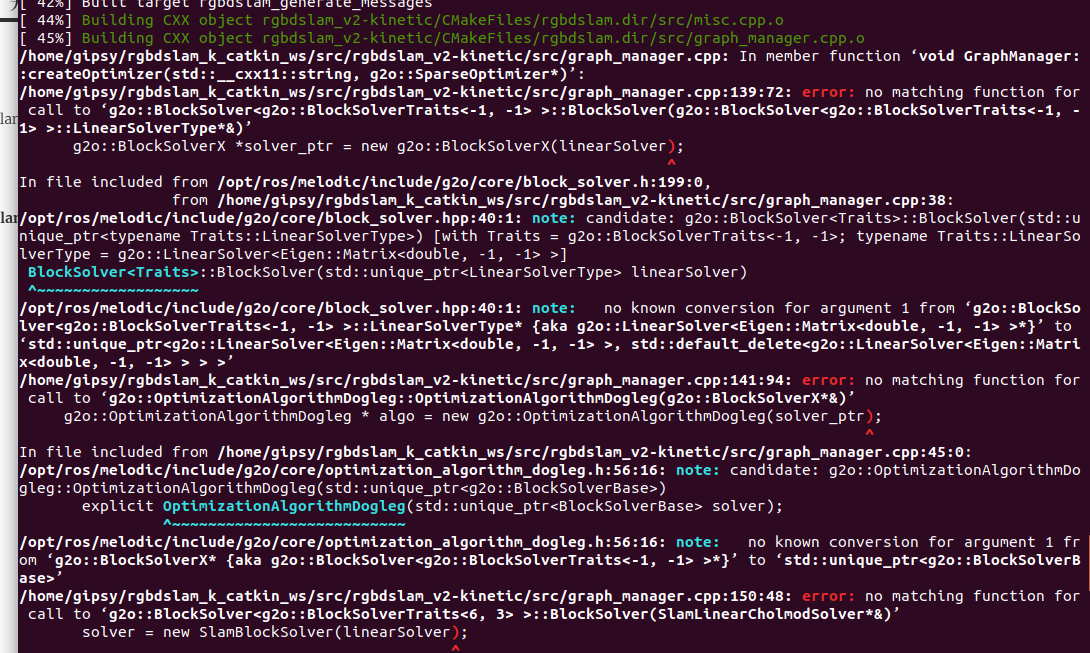 [ 42%] Built target rgbdslam_generate_messages
[ 44%] Building CXX object rgbdslam_v2-kinetic/CMakeFiles/rgbdslam.dir/src/misc.cpp.o
[ 45%] Building CXX object rgbdslam_v2-kinetic/CMakeFiles/rgbdslam.dir/src/graph_manager.cpp.o
/home/gipsy/rgbdslam_k_catkin_ws/src/rgbdslam_v2-kinetic/src/graph_manager.cpp: In member function ‘void GraphManager:
:createOptimizer(std::__cxx11::string, g2o::SparseOptimizer*)’:
/home/gipsy/rgbdslam_k_catkin_ws/src/rgbdslam_v2-kinetic/src/graph_manager.cpp:139:72: error: no matching function for
lam
 call to ‘g2o::BlockSolver<g2o::BlockSolverTraits<-1, -1> >::BlockSolver(g2o::BlockSolver<g2o::BlockSolverTraits<-1, -
1> >::LinearSolverType*&)’
      g2o::BlockSolverX *solver_ptr = new g2o::BlockSolverX(linearSolver);
                                                                        ^
In file included from /opt/ros/melodic/include/g2o/core/block_solver.h:199:0,
                 from /home/gipsy/rgbdslam_k_catkin_ws/src/rgbdslam_v2-kinetic/src/graph_manager.cpp:38:
lam
/opt/ros/melodic/include/g2o/core/block_solver.hpp:40:1: note: candidate: g2o::BlockSolver<Traits>::BlockSolver(std::u
nique_ptr<typename Traits::LinearSolverType>) [with Traits = g2o::BlockSolverTraits<-1, -1>; typename Traits::LinearSo
lverType = g2o::LinearSolver<Eigen::Matrix<double, -1, -1> >]
 BlockSolver<Traits>::BlockSolver(std::unique_ptr<LinearSolverType> linearSolver)
 ^~~~~~~~~~~~~~~~~~~
/opt/ros/melodic/include/g2o/core/block_solver.hpp:40:1: note:   no known conversion for argument 1 from ‘g2o::BlockSo
lver<g2o::BlockSolverTraits<-1, -1> >::LinearSolverType* {aka g2o::LinearSolver<Eigen::Matrix<double, -1, -1> >*}’ to
‘std::unique_ptr<g2o::LinearSolver<Eigen::Matrix<double, -1, -1> >, std::default_delete<g2o::LinearSolver<Eigen::Matri
x<double, -1, -1> > > >’
/home/gipsy/rgbdslam_k_catkin_ws/src/rgbdslam_v2-kinetic/src/graph_manager.cpp:141:94: error: no matching function for
 call to ‘g2o::OptimizationAlgorithmDogleg::OptimizationAlgorithmDogleg(g2o::BlockSolverX*&)’
     g2o::OptimizationAlgorithmDogleg * algo = new g2o::OptimizationAlgorithmDogleg(solver_ptr);
                                                                                              ^
In file included from /home/gipsy/rgbdslam_k_catkin_ws/src/rgbdslam_v2-kinetic/src/graph_manager.cpp:45:0:
/opt/ros/melodic/include/g2o/core/optimization_algorithm_dogleg.h:56:16: note: candidate: g2o::OptimizationAlgorithmDo
gleg::OptimizationAlgorithmDogleg(std::unique_ptr<g2o::BlockSolverBase>)
       explicit OptimizationAlgorithmDogleg(std::unique_ptr<BlockSolverBase> solver);
                ^~~~~~~~~~~~~~~~~~~~~~~~~~~
/opt/ros/melodic/include/g2o/core/optimization_algorithm_dogleg.h:56:16: note:   no known conversion for argument 1 fr
om ‘g2o::BlockSolverX* {aka g2o::BlockSolver<g2o::BlockSolverTraits<-1, -1> >*}’ to ‘std::unique_ptr<g2o::BlockSolverB
ase>’
/home/gipsy/rgbdslam_k_catkin_ws/src/rgbdslam_v2-kinetic/src/graph_manager.cpp:150:48: error: no matching function for
 call to ‘g2o::BlockSolver<g2o::BlockSolverTraits<6, 3> >::BlockSolver(SlamLinearCholmodSolver*&)’
       solver = new SlamBlockSolver(linearSolver);
                                                ^